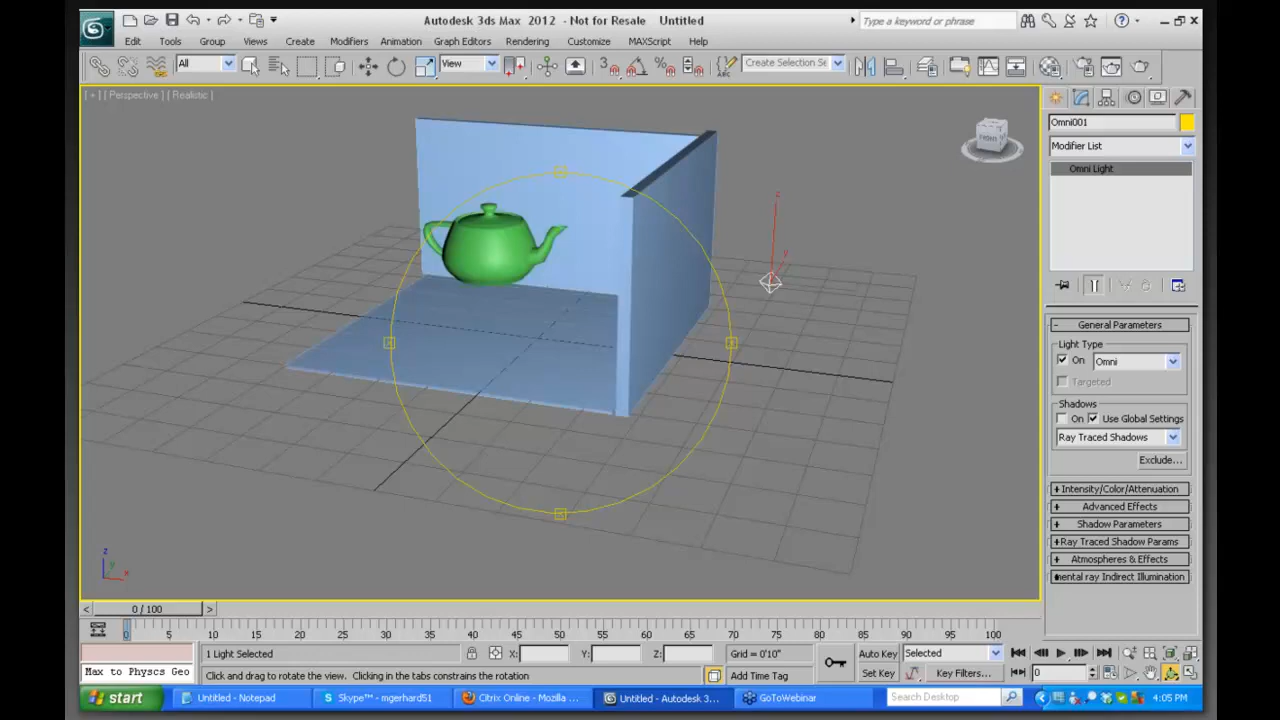 Autodesk 3ds Max 2012 - Not for Resale Untitled
Type a keyword or phrase
Edit Tools Group Views Create Modifiers Animation Graph Editors Rendering Customize MAXScript Help
All View Create Selection Se
[ + ] [ Perspective ] [ Realistic ]
Omni001
Modifier List
Omni Light
FRONT
z
y
- General Parameters
Light Type
On Omni
Targeted
Shadows
On Use Global Settings
Ray Traced Shadows
Exclude...
+ Intensity/Color/Attenuation
+ Advanced Effects
+ Shadow Parameters
+ Ray Traced Shadow Params
+ Atmospheres & Effects
mental ray Indirect Illumination
z
y
x
< 0 / 100 >
0 5 10 15 20 25 30 35 40 45 50 55 60 65 70 75 80 85 90 95 100
1 Light Selected X: Y: Z: Grid = 0'10" Auto Key Selected
Max to Physcs Geo Click and drag to rotate the view. Clicking in the tabs constrains the rotation Add Time Tag Set Key Key Filters... 0
start Untitled - Notepad Skype™ - mgerhard51 Citrix Online - Mozilla ... Untitled - Autodesk 3... GoToWebinar Search Desktop 4:05 PM